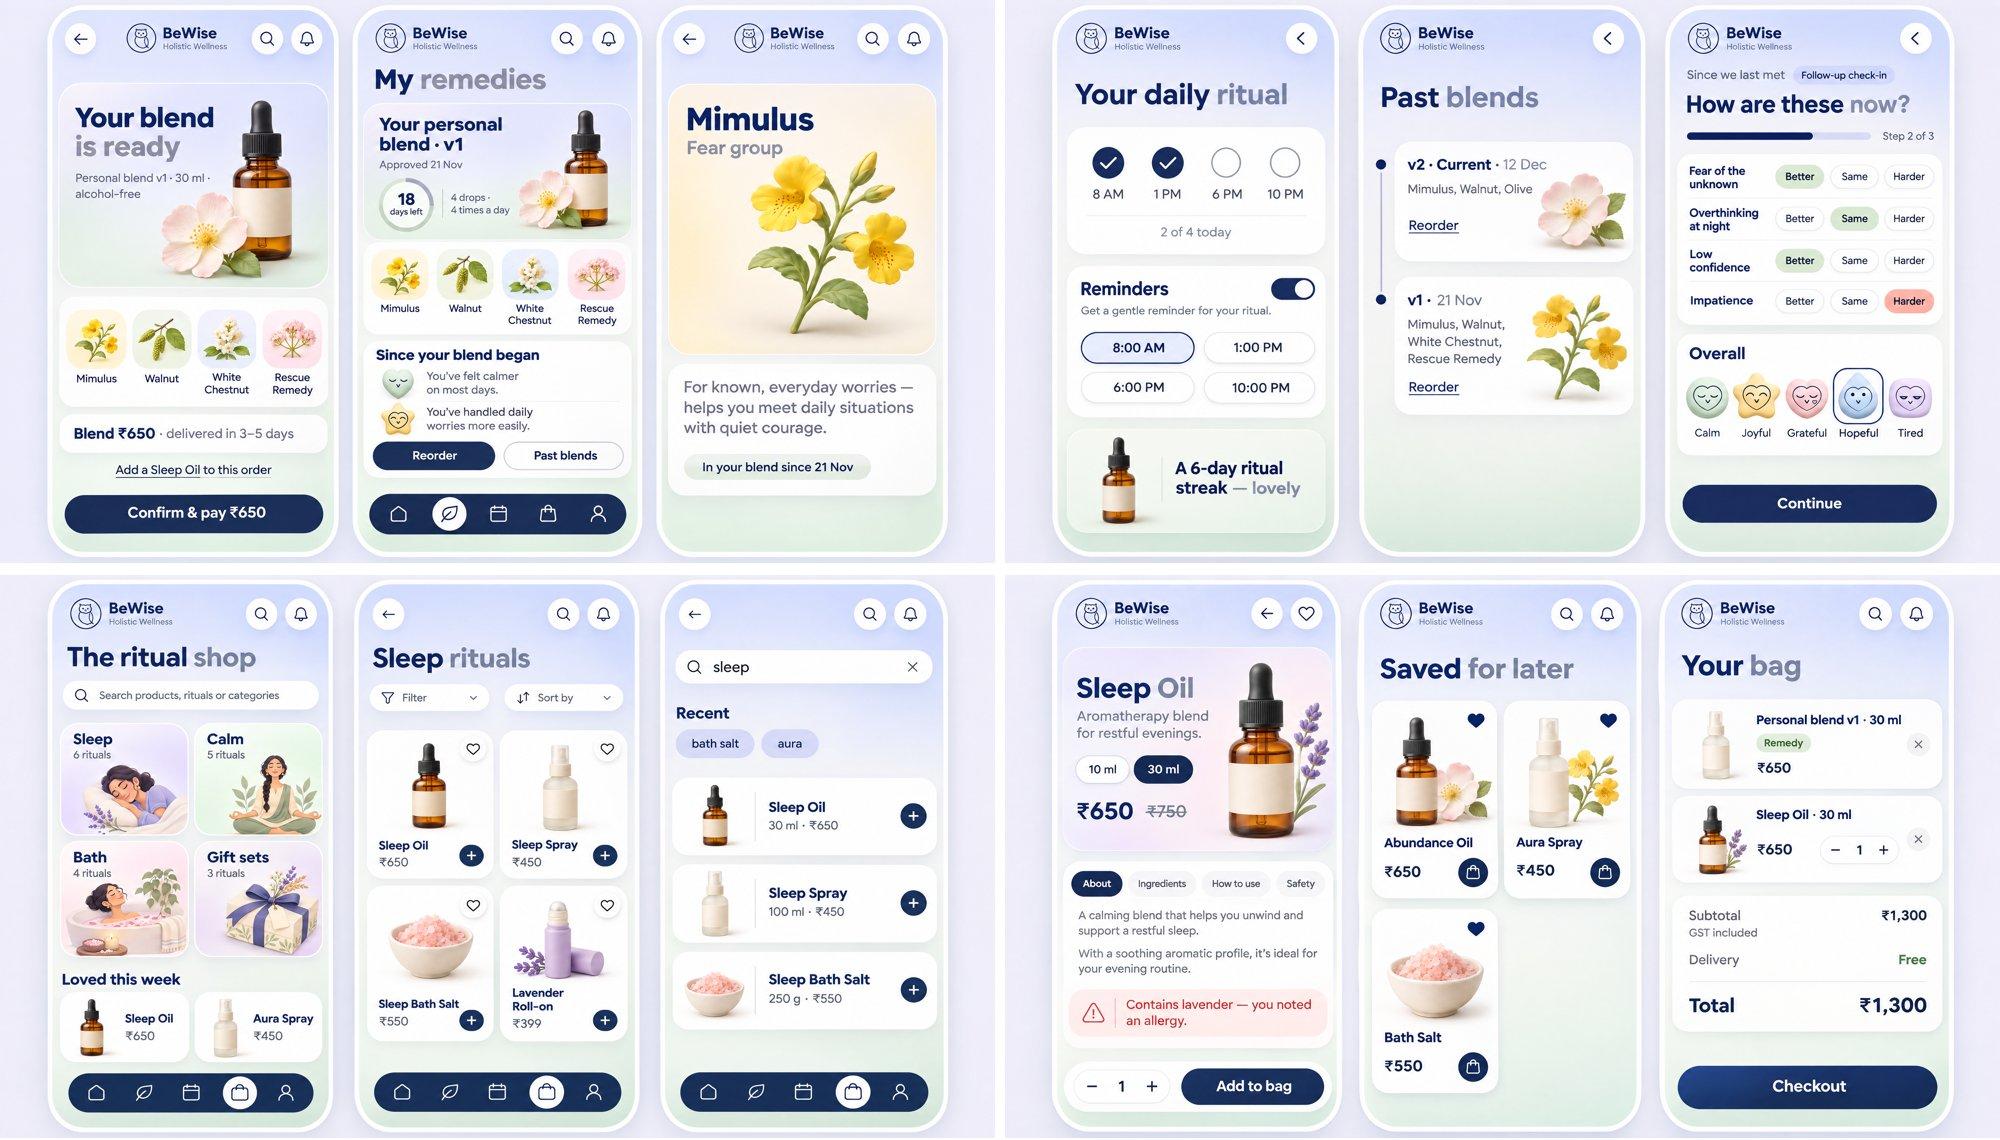 BeWise
Holistic Wellness
Your blend
is ready
Personal blend v1 · 30 ml ·
alcohol-free
Mimulus
Walnut
White
Chestnut
Rescue
Remedy
Blend ₹650 · delivered in 3–5 days
Add a Sleep Oil to this order
Confirm & pay ₹650
BeWise
Holistic Wellness
My remedies
Your personal
blend · v1
Approved 21 Nov
18
days left
4 drops ·
4 times a day
Mimulus
Walnut
White
Chestnut
Rescue
Remedy
Since your blend began
You've felt calmer
on most days.
You've handled daily
worries more easily.
Reorder
Past blends
BeWise
Holistic Wellness
Mimulus
Fear group
For known, everyday worries —
helps you meet daily situations
with quiet courage.
In your blend since 21 Nov
BeWise
Holistic Wellness
Your daily ritual
8 AM
1 PM
6 PM
10 PM
2 of 4 today
Reminders
Get a gentle reminder for your ritual.
8:00 AM
1:00 PM
6:00 PM
10:00 PM
A 6-day ritual
streak — lovely
BeWise
Holistic Wellness
Past blends
v2 · Current · 12 Dec
Mimulus, Walnut, Olive
Reorder
v1 · 21 Nov
Mimulus, Walnut,
White Chestnut,
Rescue Remedy
Reorder
BeWise
Holistic Wellness
Since we last met
Follow-up check-in
How are these now?
Step 2 of 3
Fear of the
unknown
Better
Same
Harder
Overthinking
at night
Better
Same
Harder
Low
confidence
Better
Same
Harder
Impatience
Better
Same
Harder
Overall
Calm
Joyful
Grateful
Hopeful
Tired
Continue
BeWise
Holistic Wellness
The ritual shop
Search products, rituals or categories
Sleep
6 rituals
Calm
5 rituals
Bath
4 rituals
Gift sets
3 rituals
Loved this week
Sleep Oil
₹650
Aura Spray
₹450
Sleep rituals
Filter
Sort by
Sleep Oil
₹650
Sleep Spray
₹450
Sleep Bath Salt
₹550
Lavender
Roll-on
₹399
sleep
Recent
bath salt
aura
Sleep Oil
30 ml · ₹650
Sleep Spray
100 ml · ₹450
Sleep Bath Salt
250 g · ₹550
BeWise
Holistic Wellness
Sleep Oil
Aromatherapy blend
for restful evenings.
10 ml
30 ml
₹650 ₹750
About
Ingredients
How to use
Safety
A calming blend that helps you unwind and
support a restful sleep.
With a soothing aromatic profile, it's ideal for
your evening routine.
Contains lavender — you noted
an allergy.
− 1 +
Add to bag
BeWise
Holistic Wellness
Saved for later
Abundance Oil
₹650
Aura Spray
₹450
Bath Salt
₹550
BeWise
Holistic Wellness
Your bag
Personal blend v1 · 30 ml
Remedy
₹650
Sleep Oil · 30 ml
₹650
− 1 +
Subtotal
₹1,300
GST included
Delivery
Free
Total
₹1,300
Checkout